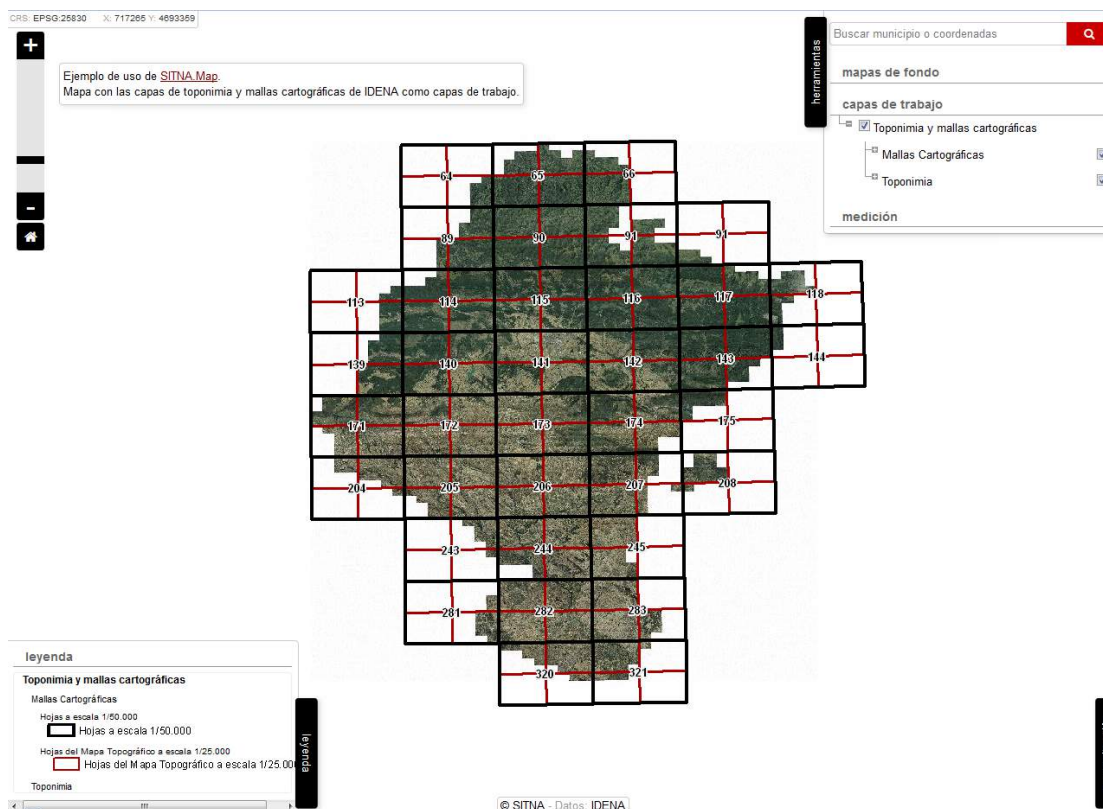 CRS: EPSG:25830 X: 717265 Y: 4693359
+
-
Ejemplo de uso de SITNA.Map.
Mapa con las capas de toponimia y mallas cartográficas de IDENA como capas de trabajo.
herramientas
Buscar municipio o coordenadas
mapas de fondo
capas de trabajo
Toponimia y mallas cartográficas
Mallas Cartográficas
Toponimia
medición
64 65 66
89 90 91 91
113 114 115 116 117 118
139 140 141 142 143 144
171 172 173 174 175
204 205 206 207 208
243 244 245
281 282 283
320 321
leyenda
Toponimia y mallas cartográficas
Mallas Cartográficas
Hojas a escala 1/50.000
Hojas a escala 1/50.000
Hojas del Mapa Topográfico a escala 1/25.000
Hojas del Mapa Topográfico a escala 1/25.00
Toponimia
leyenda
© SITNA - Datos: IDENA